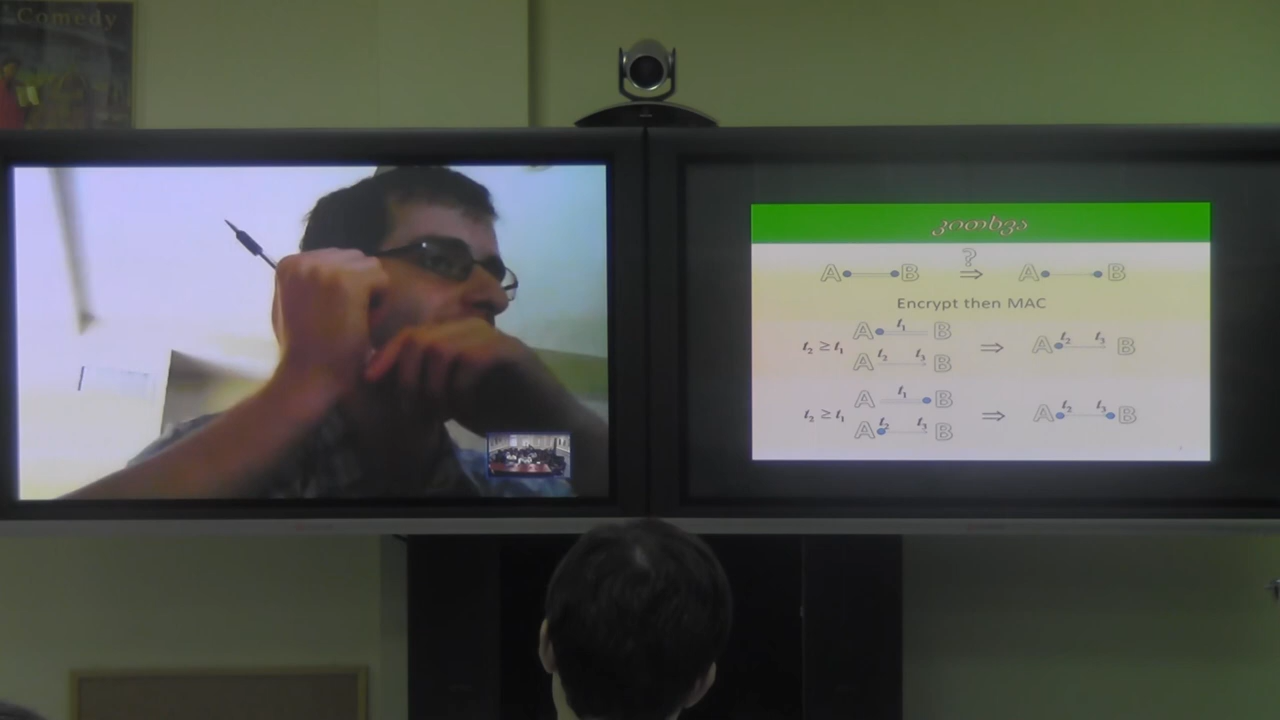 Comedy
კითხვა
A B ? ⇒ A B
Encrypt then MAC
t₂ ≥ t₁ A t₁ B ⇒ A t₂ t₃ B
A t₂ t₃ B
t₂ ≥ t₁ A t₁ B ⇒ A t₂ t₃ B
A t₂ t₃ B